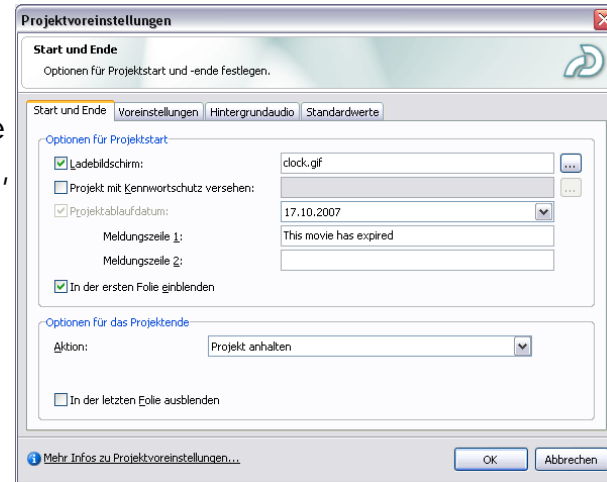 Projektvoreinstellungen
Start und Ende
Optionen für Projektstart und -ende festlegen.
Start und Ende Voreinstellungen Hintergrundaudio Standardwerte
e
Optionen für Projektstart
Ladebildschirm: clock.gif ...
,
Projekt mit Kennwortschutz versehen: ...
Projektablaufdatum: 17.10.2007
Meldungszeile 1: This movie has expired
Meldungszeile 2:
In der ersten Folie einblenden
Optionen für das Projektende
Aktion: Projekt anhalten
In der letzten Folie ausblenden
Mehr Infos zu Projektvoreinstellungen... OK Abbrechen